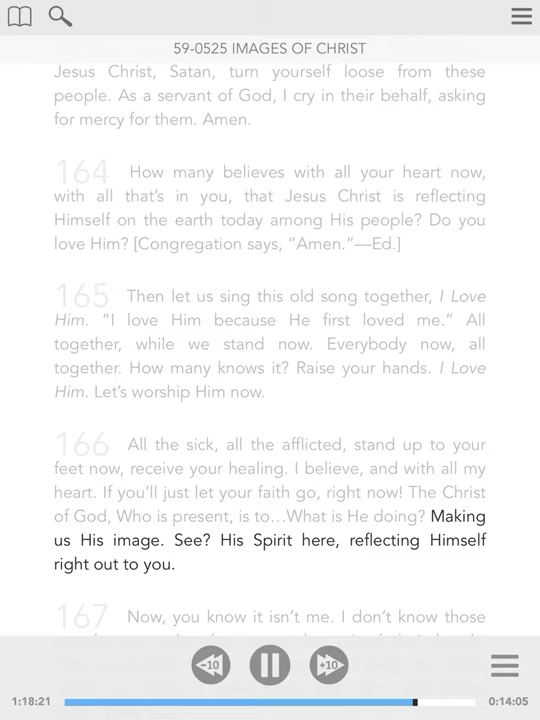 59-0525 IMAGES OF CHRIST
Jesus Christ, Satan, turn yourself loose from these
people. As a servant of God, I cry in their behalf, asking
for mercy for them. Amen.
164 How many believes with all your heart now,
with all that's in you, that Jesus Christ is reflecting
Himself on the earth today among His people? Do you
love Him? [Congregation says, “Amen.”—Ed.]
165 Then let us sing this old song together, I Love
Him. “I love Him because He first loved me.” All
together, while we stand now. Everybody now, all
together. How many knows it? Raise your hands. I Love
Him. Let's worship Him now.
166 All the sick, all the afflicted, stand up to your
feet now, receive your healing. I believe, and with all my
heart. If you'll just let your faith go, right now! The Christ
of God, Who is present, is to…What is He doing? Making
us His image. See? His Spirit here, reflecting Himself
right out to you.
167 Now, you know it isn't me. I don't know those
-10 +10
1:18:21 0:14:05